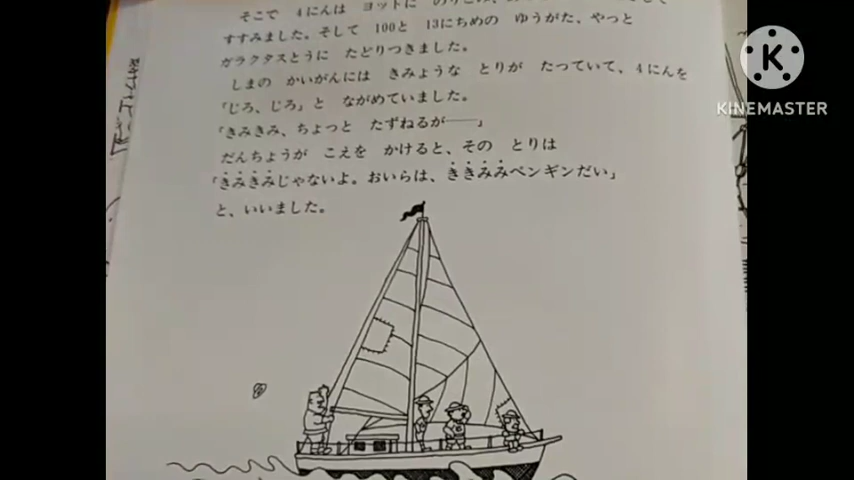 そこで 4にんは ヨットに
すすみました。そして 100と 13にちめの ゆうがた、やっと
ガラクタスとうに たどりつきました。
しまの かいがんには きみょうな とりが たっていて、4にんを
「じろ、じろ」と ながめていました。
「きみきみ、ちょっと たずねるが──」
だんちょうが こえを かけると、その とりは
「きみきみじゃないよ。おいらは、ききみみペンギンだい」
と、いいました。
K
KINEMASTER